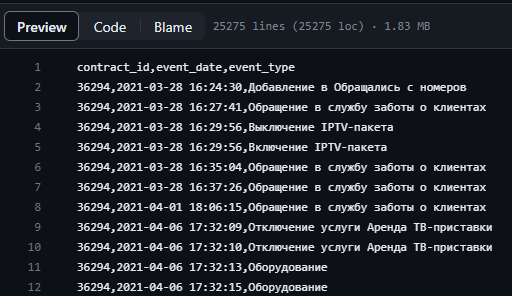 Preview Code Blame 25275 lines (25275 loc) · 1.83 MB
1 contract_id,event_date,event_type
2 36294,2021-03-28 16:24:30,Добавление в Обращались с номеров
3 36294,2021-03-28 16:27:41,Обращение в службу заботы о клиентах
4 36294,2021-03-28 16:29:56,Выключение IPTV-пакета
5 36294,2021-03-28 16:29:56,Включение IPTV-пакета
6 36294,2021-03-28 16:35:04,Обращение в службу заботы о клиентах
7 36294,2021-03-28 16:37:26,Обращение в службу заботы о клиентах
8 36294,2021-04-01 18:06:15,Обращение в службу заботы о клиентах
9 36294,2021-04-06 17:32:09,Отключение услуги Аренда ТВ-приставки
10 36294,2021-04-06 17:32:10,Отключение услуги Аренда ТВ-приставки
11 36294,2021-04-06 17:32:13,Оборудование
12 36294,2021-04-06 17:32:15,Оборудование